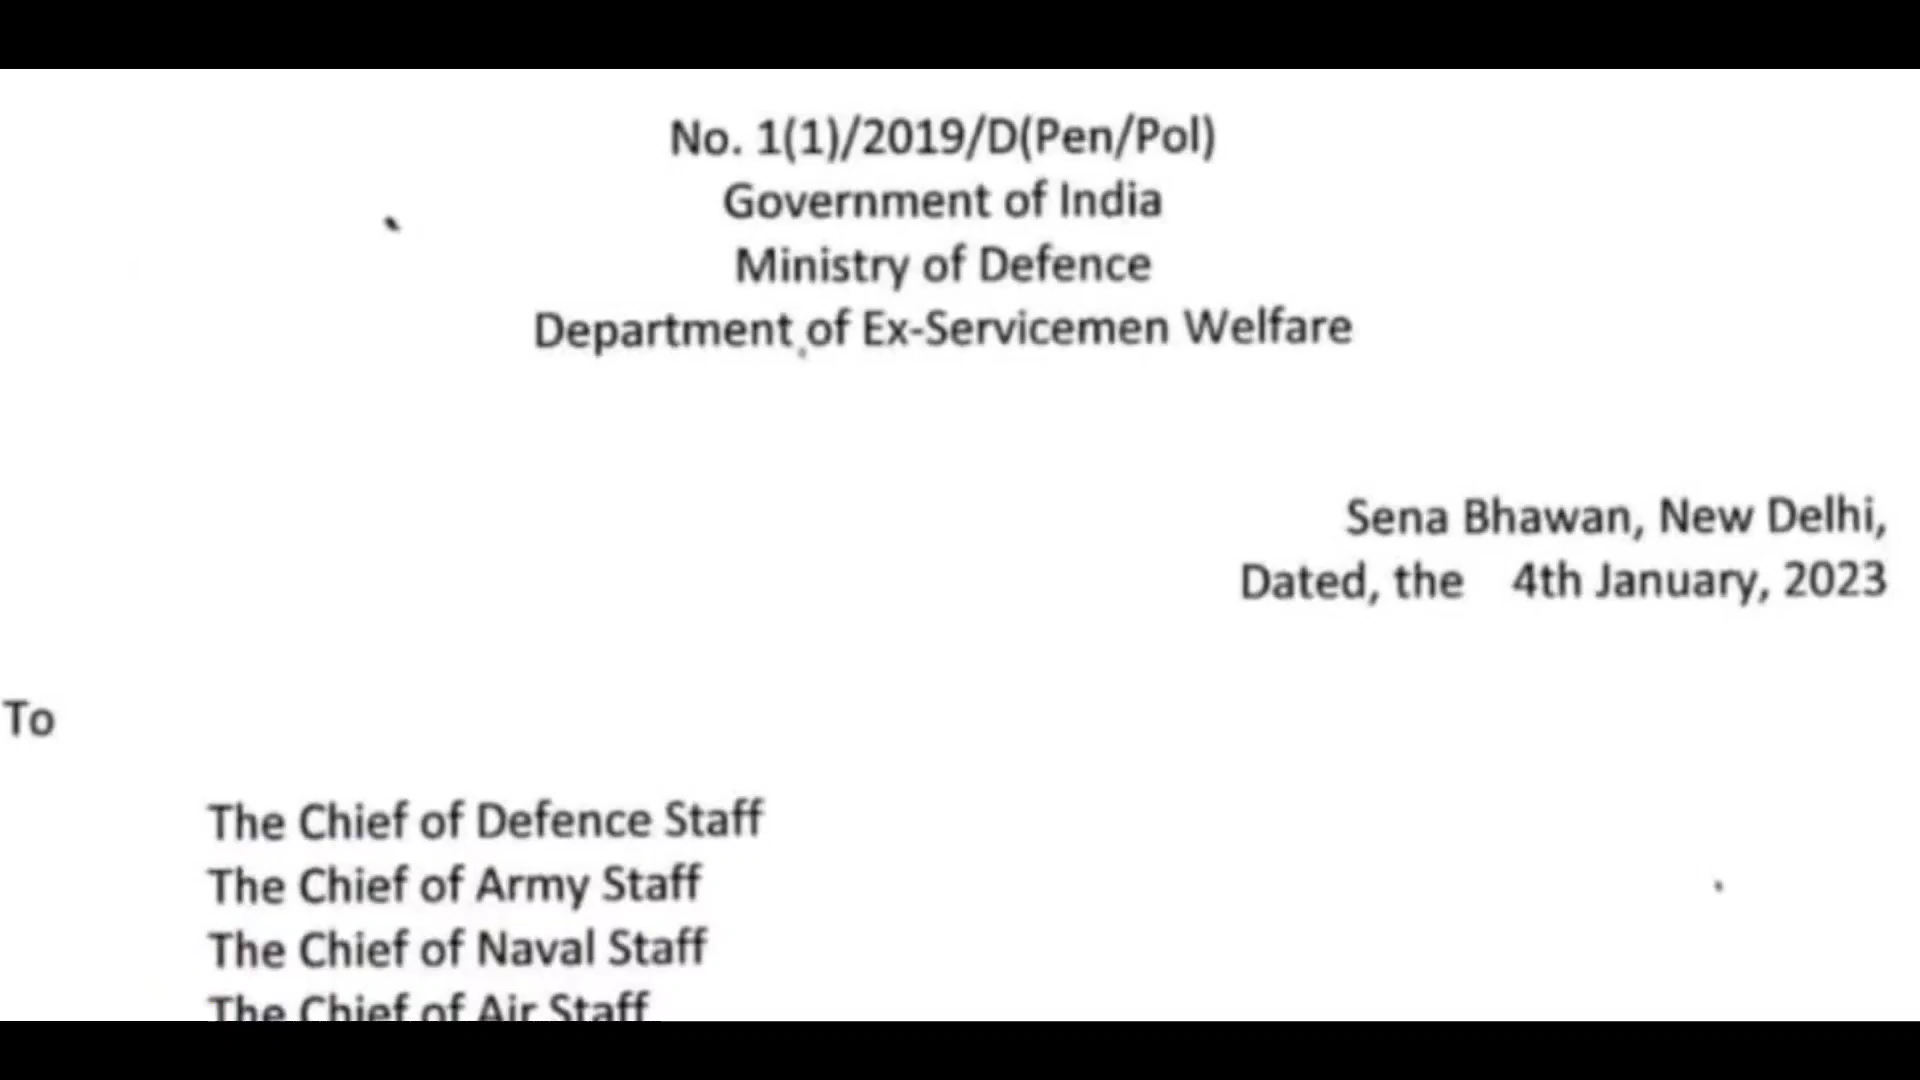 No. 1(1)/2019/D(Pen/Pol)
Government of India
Ministry of Defence
Department of Ex-Servicemen Welfare
Sena Bhawan, New Delhi,
Dated, the 4th January, 2023
To
The Chief of Defence Staff
The Chief of Army Staff
The Chief of Naval Staff
The Chief of Air Staff